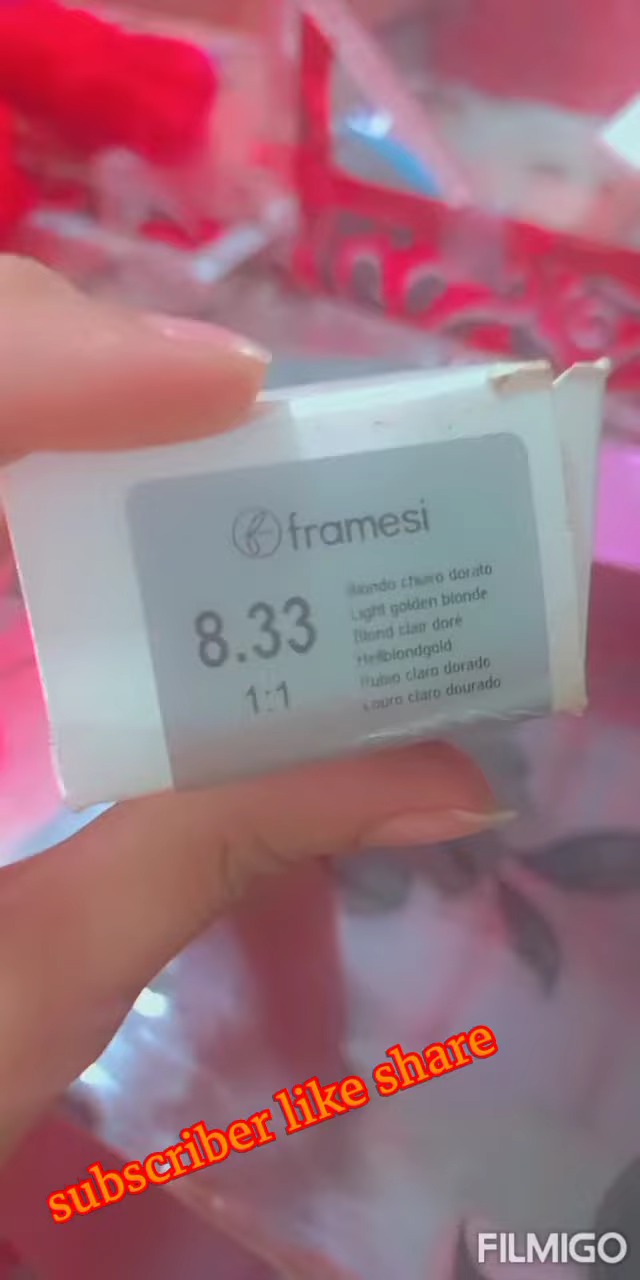 framesi
8.33
1:1
Biondo chiaro dorato
Light golden blonde
Blond clair doré
Hellblondgold
Rubio claro dorado
Louro claro dourado
subscriber like share
FILMIGO